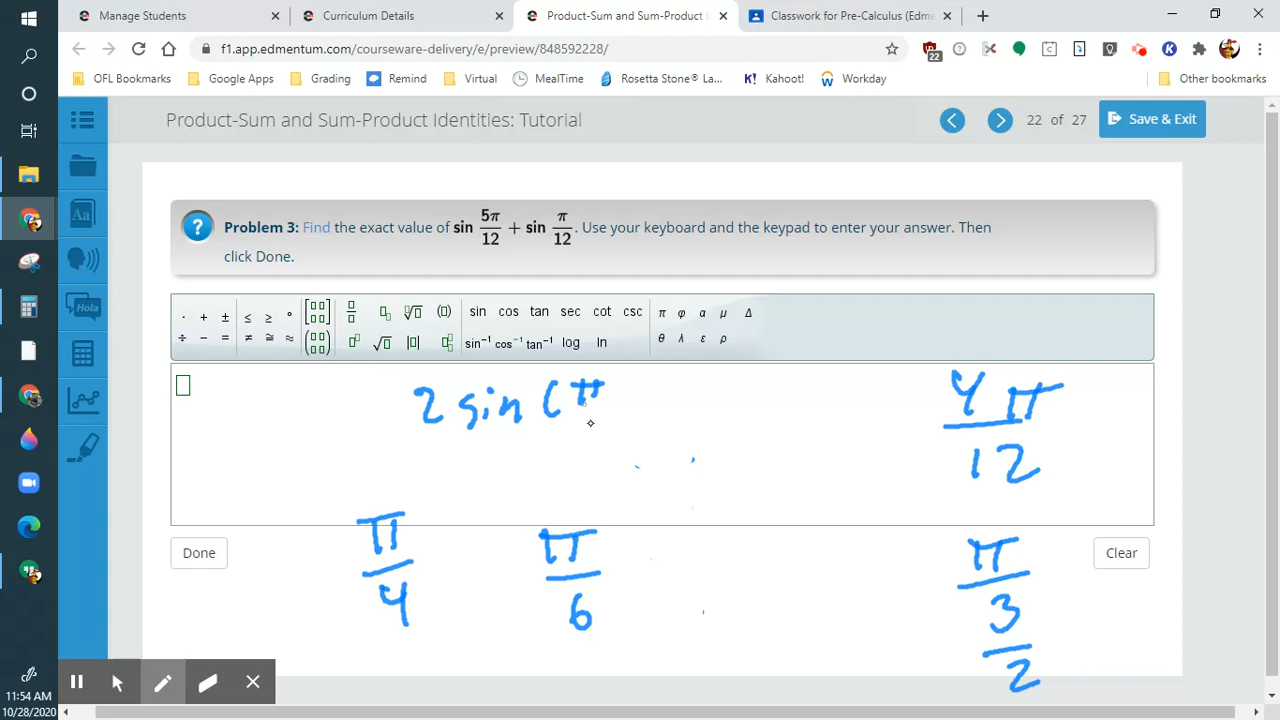 Manage Students
Curriculum Details
Product-Sum and Sum-Product I
Classwork for Pre-Calculus (Edme
f1.app.edmentum.com/courseware-delivery/e/preview/848592228/
22
OFL Bookmarks
Google Apps
Grading
Remind
Virtual
MealTime
Rosetta Stone® La...
K! Kahoot!
Workday
Other bookmarks
Product-Sum and Sum-Product Identities: Tutorial
22 of 27
Save & Exit
Problem 3: Find the exact value of sin 5π/12 + sin π/12. Use your keyboard and the keypad to enter your answer. Then
click Done.
· + ± ≤ ≥ ° sin cos tan sec cot csc π φ α μ Δ
÷ − = ≠ ≅ ≈ sin⁻¹ cos⁻¹ tan⁻¹ log ln θ λ ε ρ
Aa
Hola
2 sin (π
4π/12
Done
Clear
π/4
π/6
π/3/2
11:54 AM
10/28/2020